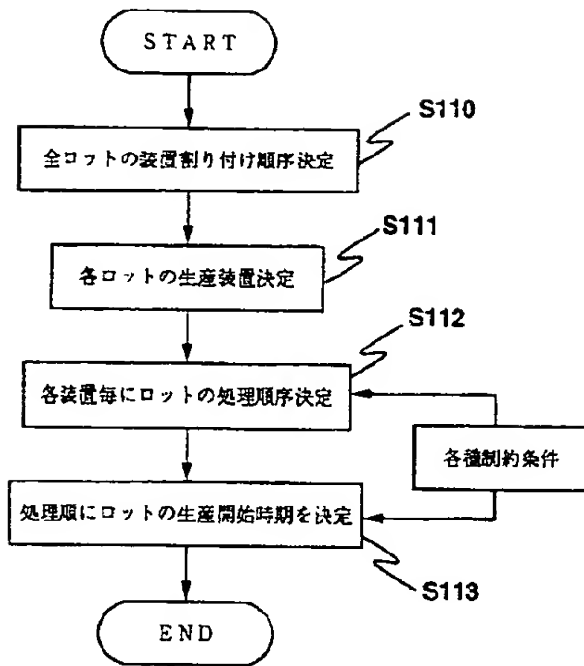 START
S110
全ロットの装置割り付け順序決定
S111
各ロットの生産装置決定
S112
各装置毎にロットの処理順序決定
各種制約条件
処理順にロットの生産開始時期を決定
S113
END